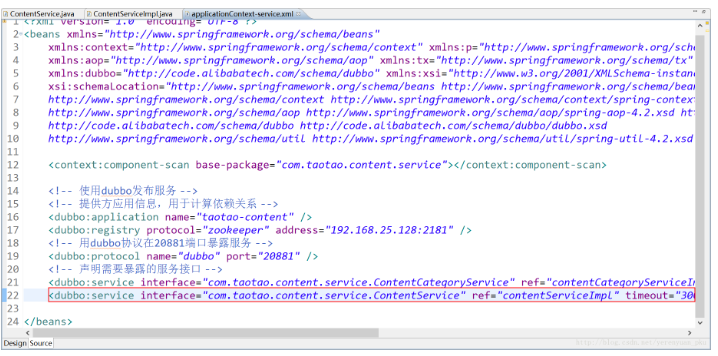 ContentService.java ContentServiceImpl.java applicationContext-service.xml
1 <?xml version="1.0" encoding="UTF-8"?>
2 <beans xmlns="http://www.springframework.org/schema/beans"
3 xmlns:context="http://www.springframework.org/schema/context" xmlns:p="http://www.springframework.org/sche
4 xmlns:aop="http://www.springframework.org/schema/aop" xmlns:tx="http://www.springframework.org/schema/tx"
5 xmlns:dubbo="http://code.alibabatech.com/schema/dubbo" xmlns:xsi="http://www.w3.org/2001/XMLSchema-instanc
6 xsi:schemaLocation="http://www.springframework.org/schema/beans http://www.springframework.org/schema/bean
7 http://www.springframework.org/schema/context http://www.springframework.org/schema/context/spring-context
8 http://www.springframework.org/schema/aop http://www.springframework.org/schema/aop/spring-aop-4.2.xsd htt
9 http://code.alibabatech.com/schema/dubbo http://code.alibabatech.com/schema/dubbo/dubbo.xsd
10 http://www.springframework.org/schema/util http://www.springframework.org/schema/util/spring-util-4.2.xsd
11
12 <context:component-scan base-package="com.taotao.content.service"></context:component-scan>
13
14 <!-- 使用dubbo发布服务 -->
15 <!-- 提供方应用信息，用于计算依赖关系 -->
16 <dubbo:application name="taotao-content" />
17 <dubbo:registry protocol="zookeeper" address="192.168.25.128:2181" />
18 <!-- 用dubbo协议在20881端口暴露服务 -->
19 <dubbo:protocol name="dubbo" port="20881" />
20 <!-- 声明需要暴露的服务接口 -->
21 <dubbo:service interface="com.taotao.content.service.ContentCategoryService" ref="contentCategoryServiceIm
22 <dubbo:service interface="com.taotao.content.service.ContentService" ref="contentServiceImpl" timeout="300
23
24 </beans>
Design Source